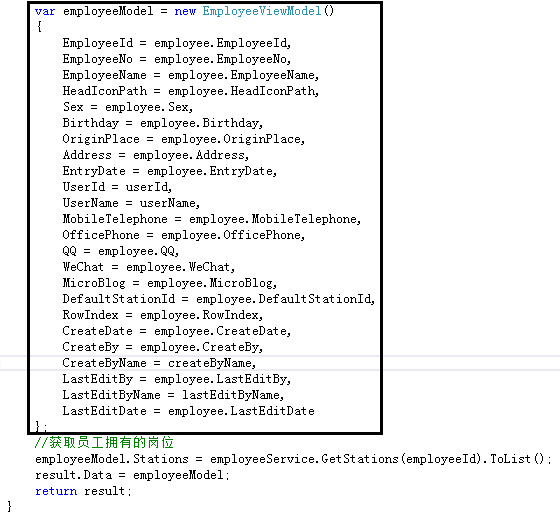 var employeeModel = new EmployeeViewModel()
{
EmployeeId = employee.EmployeeId,
EmployeeNo = employee.EmployeeNo,
EmployeeName = employee.EmployeeName,
HeadIconPath = employee.HeadIconPath,
Sex = employee.Sex,
Birthday = employee.Birthday,
OriginPlace = employee.OriginPlace,
Address = employee.Address,
EntryDate = employee.EntryDate,
UserId = userId,
UserName = userName,
MobileTelephone = employee.MobileTelephone,
OfficePhone = employee.OfficePhone,
QQ = employee.QQ,
WeChat = employee.WeChat,
MicroBlog = employee.MicroBlog,
DefaultStationId = employee.DefaultStationId,
RowIndex = employee.RowIndex,
CreateDate = employee.CreateDate,
CreateBy = employee.CreateBy,
CreateByName = createByName,
LastEditBy = employee.LastEditBy,
LastEditByName = lastEditByName,
LastEditDate = employee.LastEditDate
};
//获取员工拥有的岗位
employeeModel.Stations = employeeService.GetStations(employeeId).ToList();
result.Data = employeeModel;
return result;
}